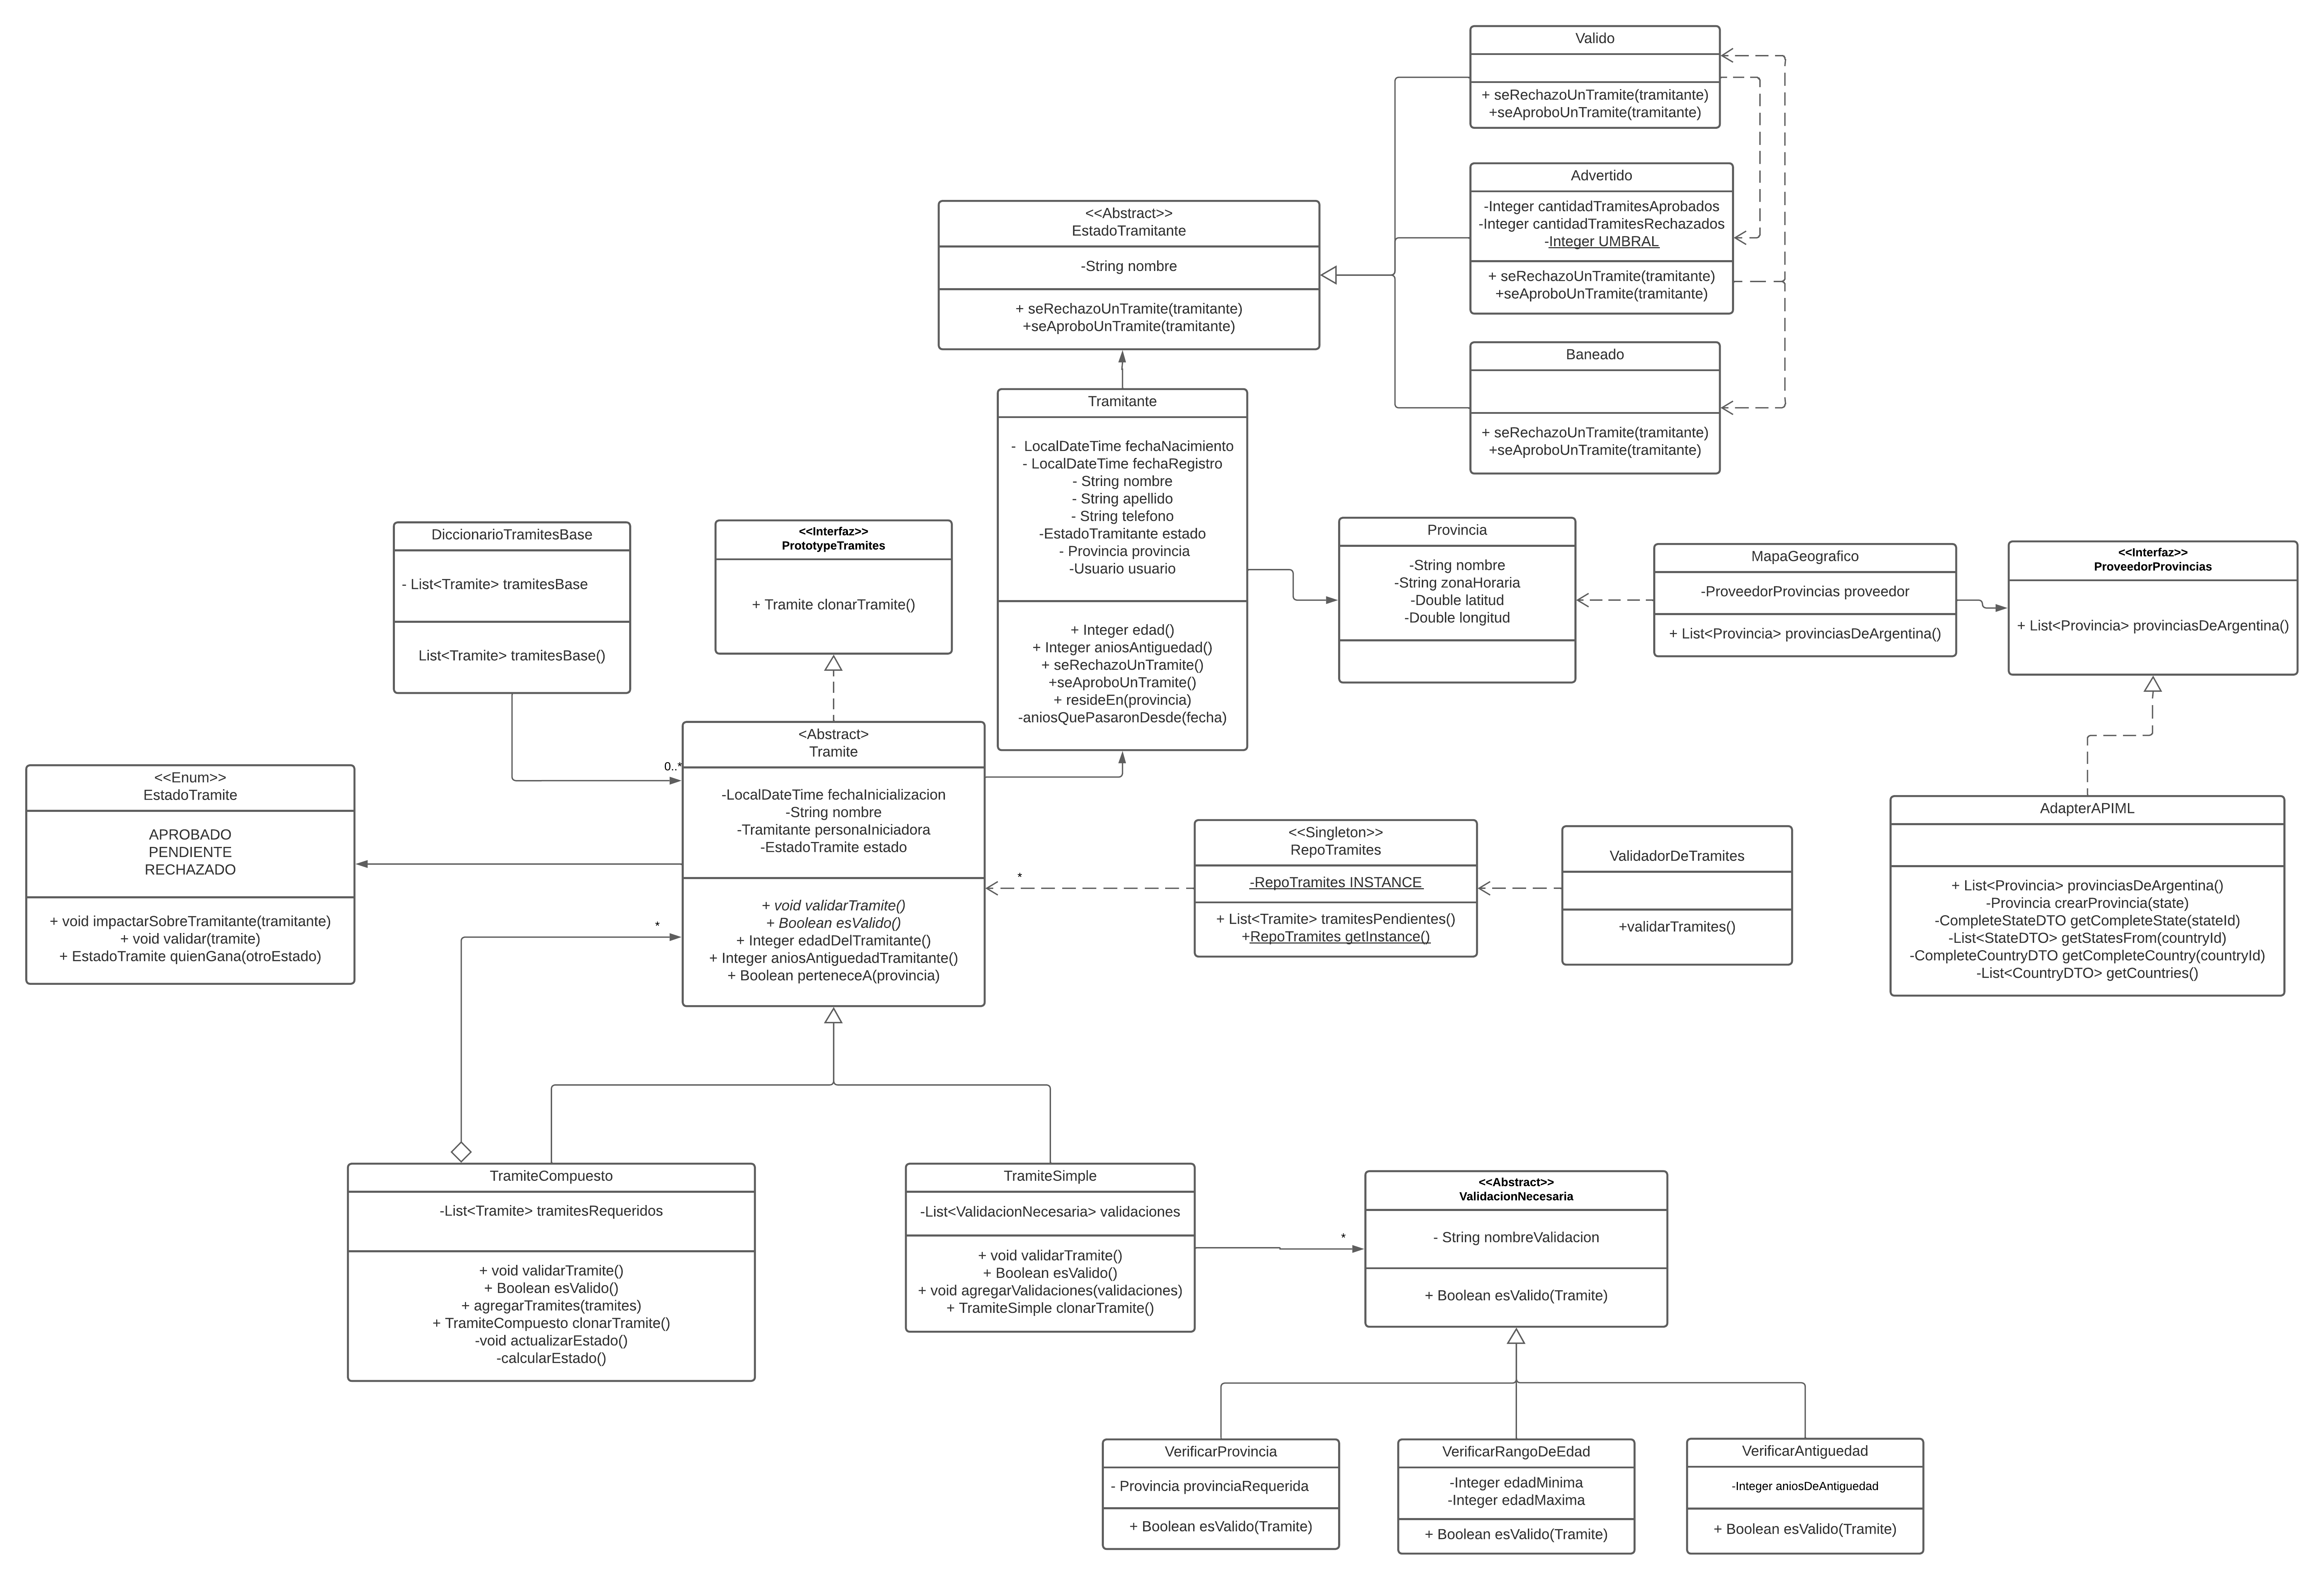 Valido
+ seRechazoUnTramite(tramitante)
+seAproboUnTramite(tramitante)
Advertido
-Integer cantidadTramitesAprobados
-Integer cantidadTramitesRechazados
-Integer UMBRAL
+ seRechazoUnTramite(tramitante)
+seAproboUnTramite(tramitante)
<<Abstract>>
EstadoTramitante
-String nombre
+ seRechazoUnTramite(tramitante)
+seAproboUnTramite(tramitante)
Baneado
+ seRechazoUnTramite(tramitante)
+seAproboUnTramite(tramitante)
Tramitante
- LocalDateTime fechaNacimiento
- LocalDateTime fechaRegistro
- String nombre
- String apellido
- String telefono
-EstadoTramitante estado
- Provincia provincia
-Usuario usuario
+ Integer edad()
+ Integer aniosAntiguedad()
+ seRechazoUnTramite()
+seAproboUnTramite()
+ resideEn(provincia)
-aniosQuePasaronDesde(fecha)
DiccionarioTramitesBase
- List<Tramite> tramitesBase
List<Tramite> tramitesBase()
<<Interfaz>>
PrototypeTramites
+ Tramite clonarTramite()
Provincia
-String nombre
-String zonaHoraria
-Double latitud
-Double longitud
MapaGeografico
-ProveedorProvincias proveedor
+ List<Provincia> provinciasDeArgentina()
<<Interfaz>>
ProveedorProvincias
+ List<Provincia> provinciasDeArgentina()
0..*
<Abstract>
Tramite
-LocalDateTime fechaInicializacion
-String nombre
-Tramitante personaIniciadora
-EstadoTramite estado
+ void validarTramite()
+ Boolean esValido()
+ Integer edadDelTramitante()
+ Integer aniosAntiguedadTramitante()
+ Boolean perteneceA(provincia)
<<Enum>>
EstadoTramite
APROBADO
PENDIENTE
RECHAZADO
+ void impactarSobreTramitante(tramitante)
+ void validar(tramite)
+ EstadoTramite quienGana(otroEstado)
*
*
<<Singleton>>
RepoTramites
-RepoTramites INSTANCE
+ List<Tramite> tramitesPendientes()
+RepoTramites getInstance()
ValidadorDeTramites
+validarTramites()
AdapterAPIML
+ List<Provincia> provinciasDeArgentina()
-Provincia crearProvincia(state)
-CompleteStateDTO getCompleteState(stateId)
-List<StateDTO> getStatesFrom(countryId)
-CompleteCountryDTO getCompleteCountry(countryId)
-List<CountryDTO> getCountries()
TramiteCompuesto
-List<Tramite> tramitesRequeridos
+ void validarTramite()
+ Boolean esValido()
+ agregarTramites(tramites)
+ TramiteCompuesto clonarTramite()
-void actualizarEstado()
-calcularEstado()
TramiteSimple
-List<ValidacionNecesaria> validaciones
+ void validarTramite()
+ Boolean esValido()
+ void agregarValidaciones(validaciones)
+ TramiteSimple clonarTramite()
*
<<Abstract>>
ValidacionNecesaria
- String nombreValidacion
+ Boolean esValido(Tramite)
VerificarProvincia
- Provincia provinciaRequerida
+ Boolean esValido(Tramite)
VerificarRangoDeEdad
-Integer edadMinima
-Integer edadMaxima
+ Boolean esValido(Tramite)
VerificarAntiguedad
-Integer aniosDeAntiguedad
+ Boolean esValido(Tramite)